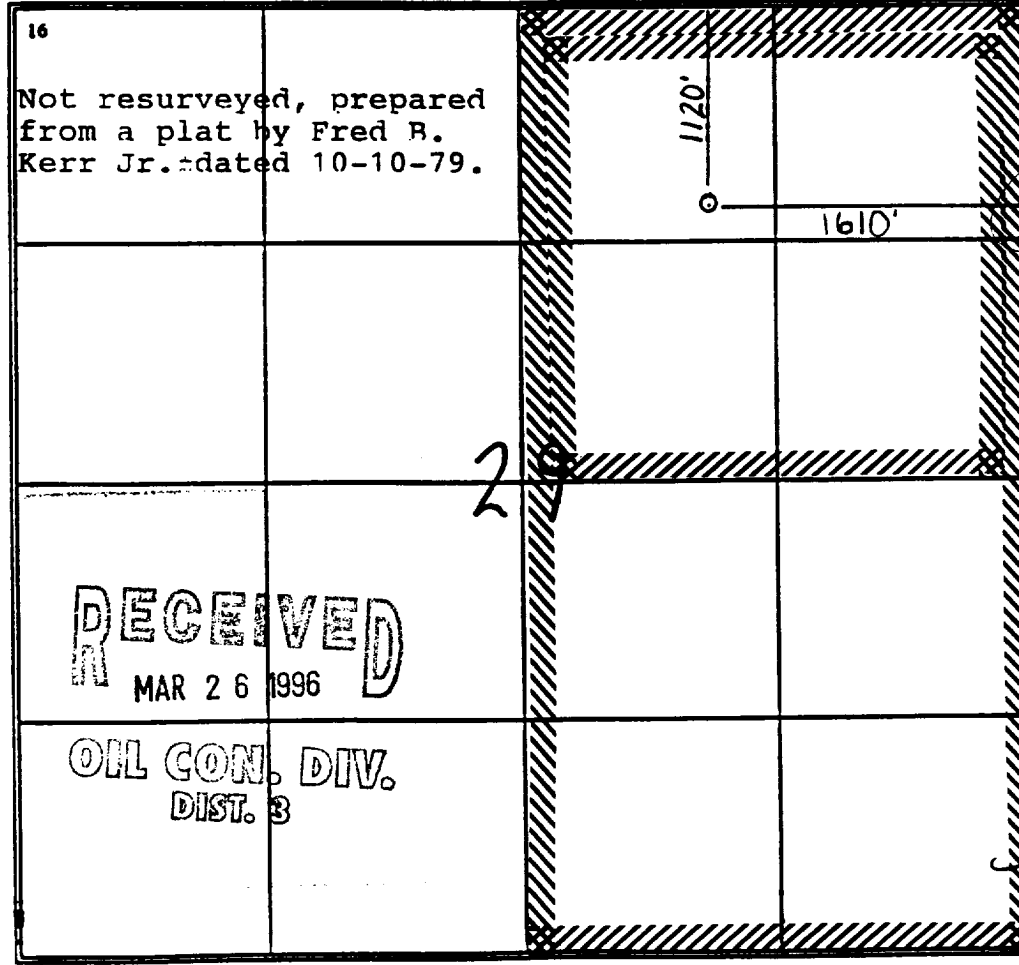 16
Not resurveyed, prepared
from a plat by Fred B.
Kerr Jr. dated 10-10-79.
1120'
1610'
29
RECEIVED
MAR 26 1996
OIL CON. DIV.
DIST. 3